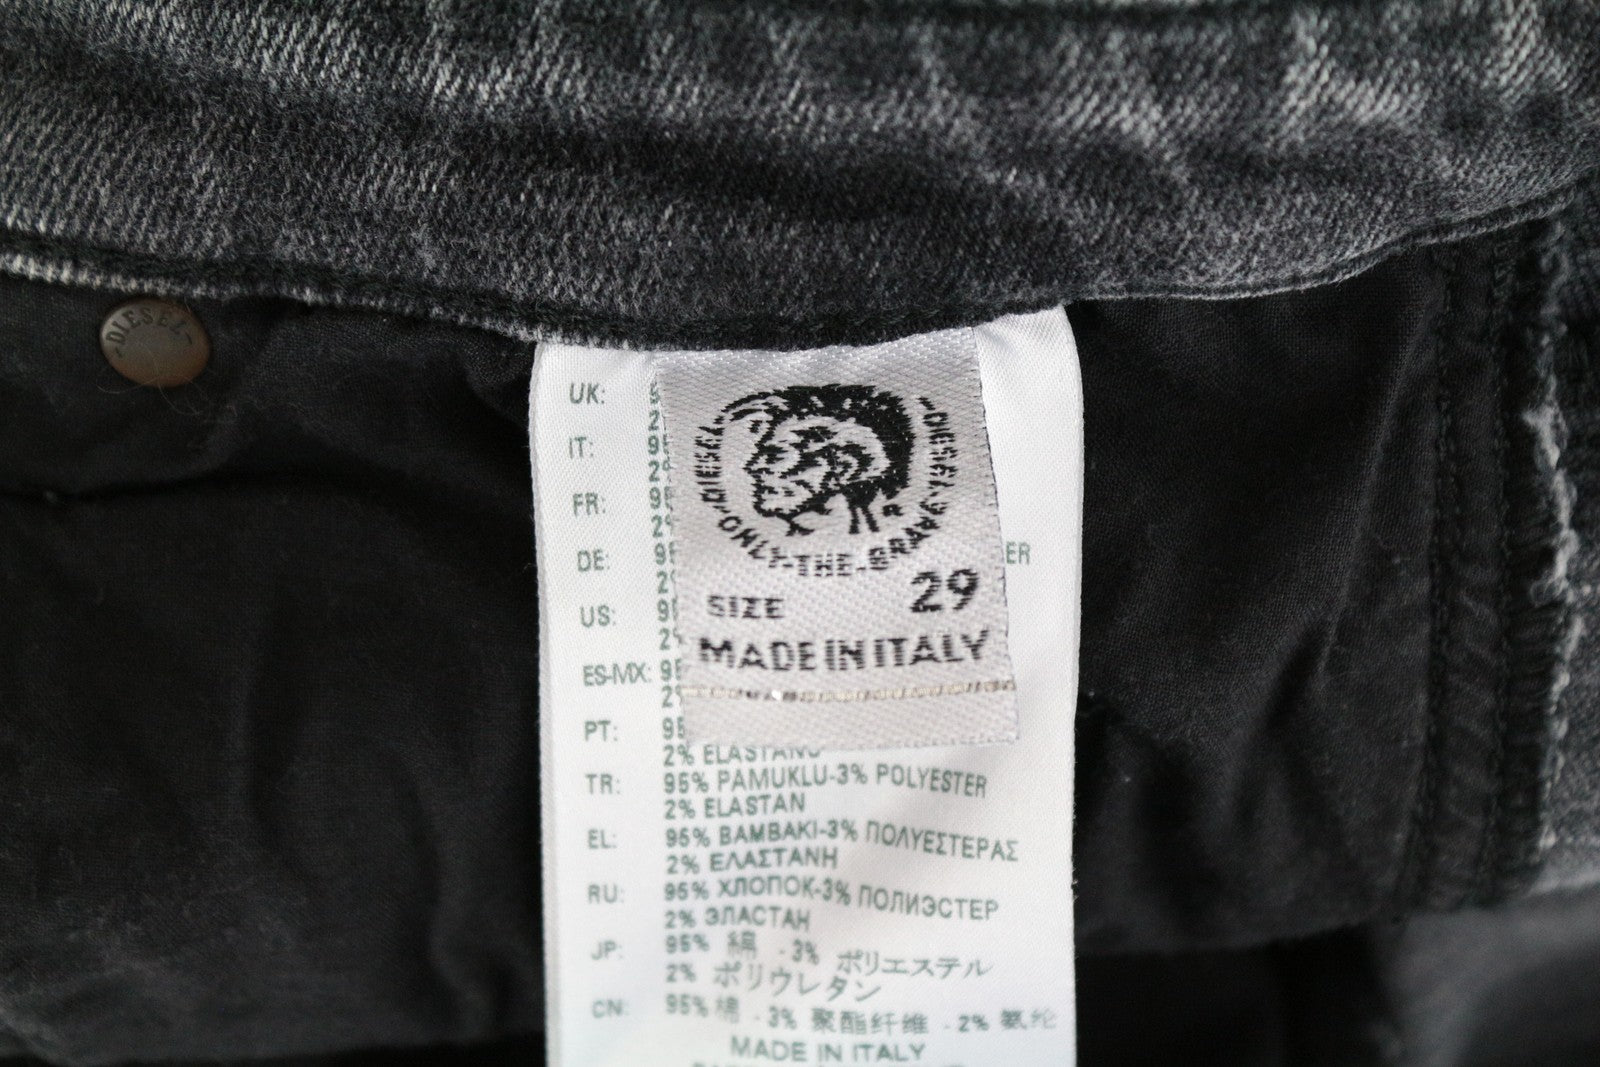 DIESEL
DIESEL
DIESEL
ONLY-THE-BRAVE
SIZE 29
MADE IN ITALY
UK:
IT:
FR:
DE:
ER
US:
ES-MX:
PT:
2% ELASTANO
TR: 95% PAMUKLU-3% POLYESTER
2% ELASTAN
EL: 95% ΒΑΜΒΑΚΙ-3% ΠΟΛΥΕΣΤΕΡΑΣ
2% ΕΛΑΣΤΑΝΗ
RU: 95% ХЛОПОК-3% ПОЛИЭСТЕР
2% ЭЛАСТАН
JP: 95% 綿 -3% ポリエステル
2% ポリウレタン
CN: 95% 棉 -3% 聚酯纤维 -2% 氨纶
MADE IN ITALY